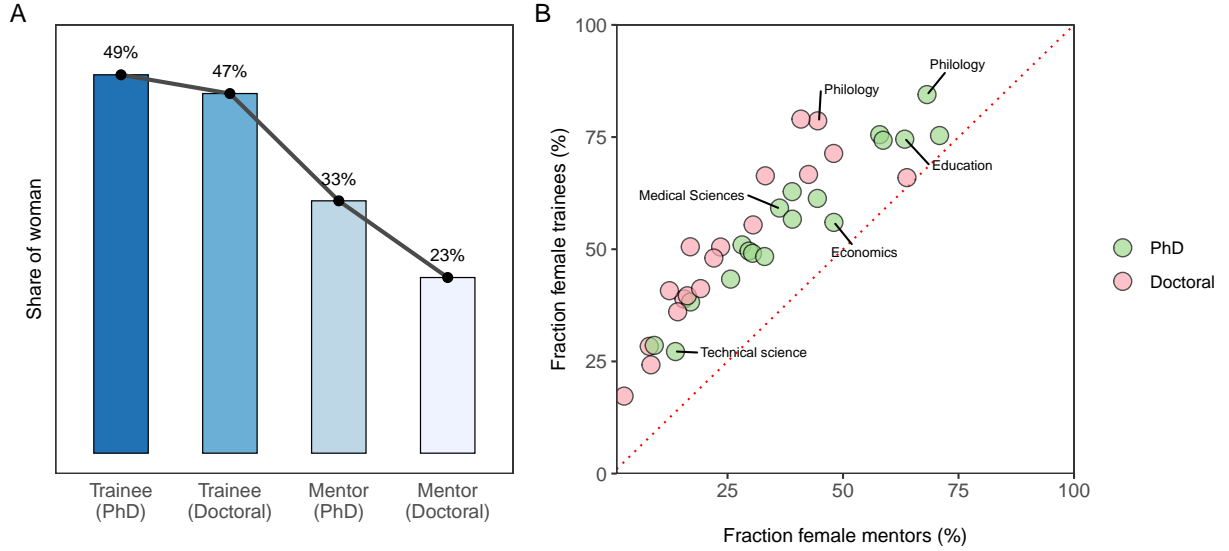 A
49%
47%
33%
23%
Share of woman
Trainee
(PhD)
Trainee
(Doctoral)
Mentor
(PhD)
Mentor
(Doctoral)
B
100
75
50
25
0
Fraction female trainees (%)
Philology
Philology
Education
Medical Sciences
Economics
Technical science
25
50
75
100
Fraction female mentors (%)
PhD
Doctoral